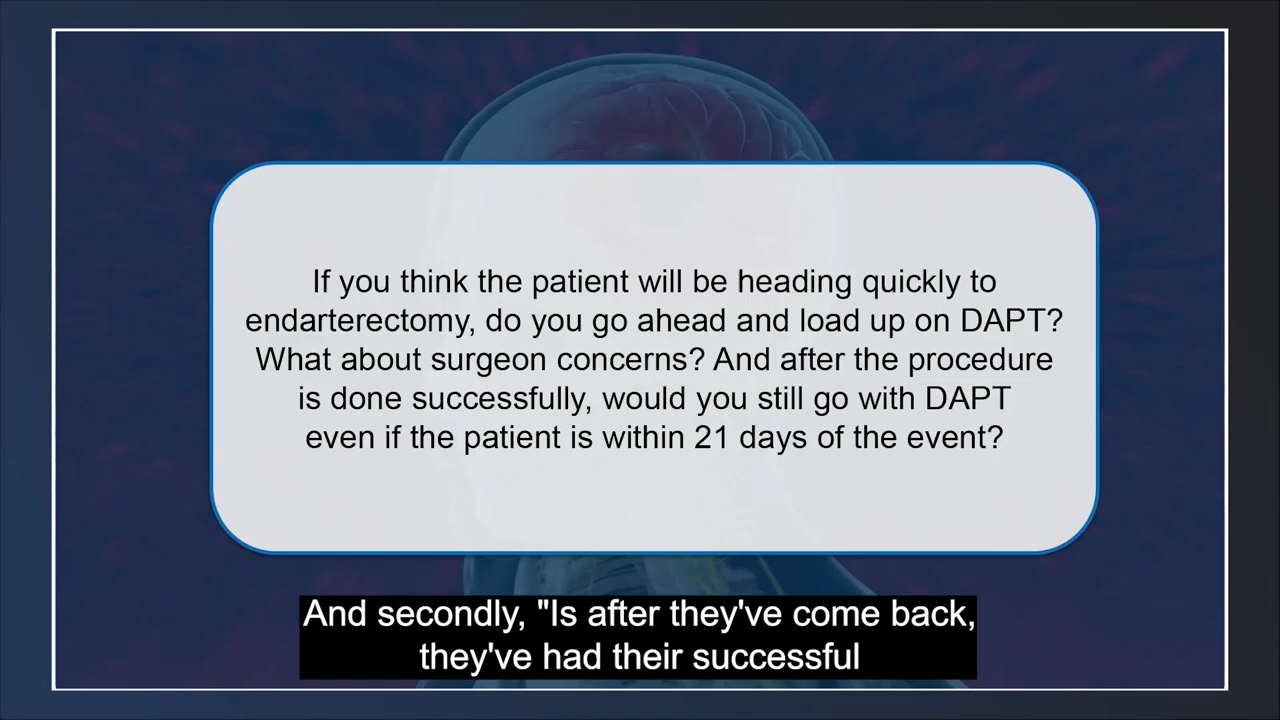 If you think the patient will be heading quickly to
endarterectomy, do you go ahead and load up on DAPT?
What about surgeon concerns? And after the procedure
is done successfully, would you still go with DAPT
even if the patient is within 21 days of the event?
And secondly, "Is after they've come back,
they've had their successful